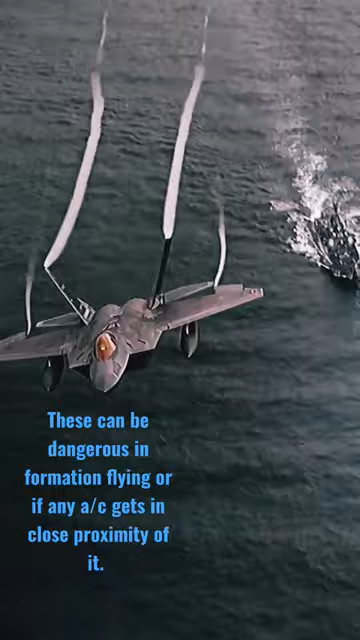 These can be
dangerous in
formation flying or
if any a/c gets in
close proximity of
it.